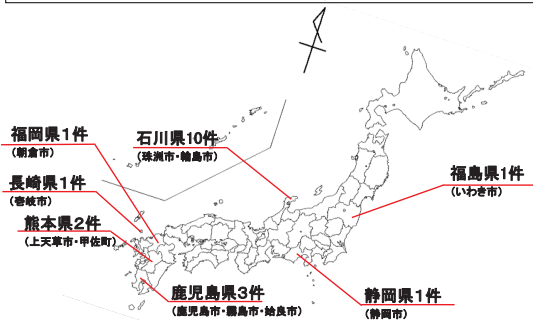 福岡県1件
(朝倉市)
石川県10件
(珠洲市・輪島市)
長崎県1件
(壱岐市)
福島県1件
(いわき市)
熊本県2件
(上天草市・甲佐町)
鹿児島県3件
(鹿児島市・霧島市・姶良市)
静岡県1件
(静岡市)